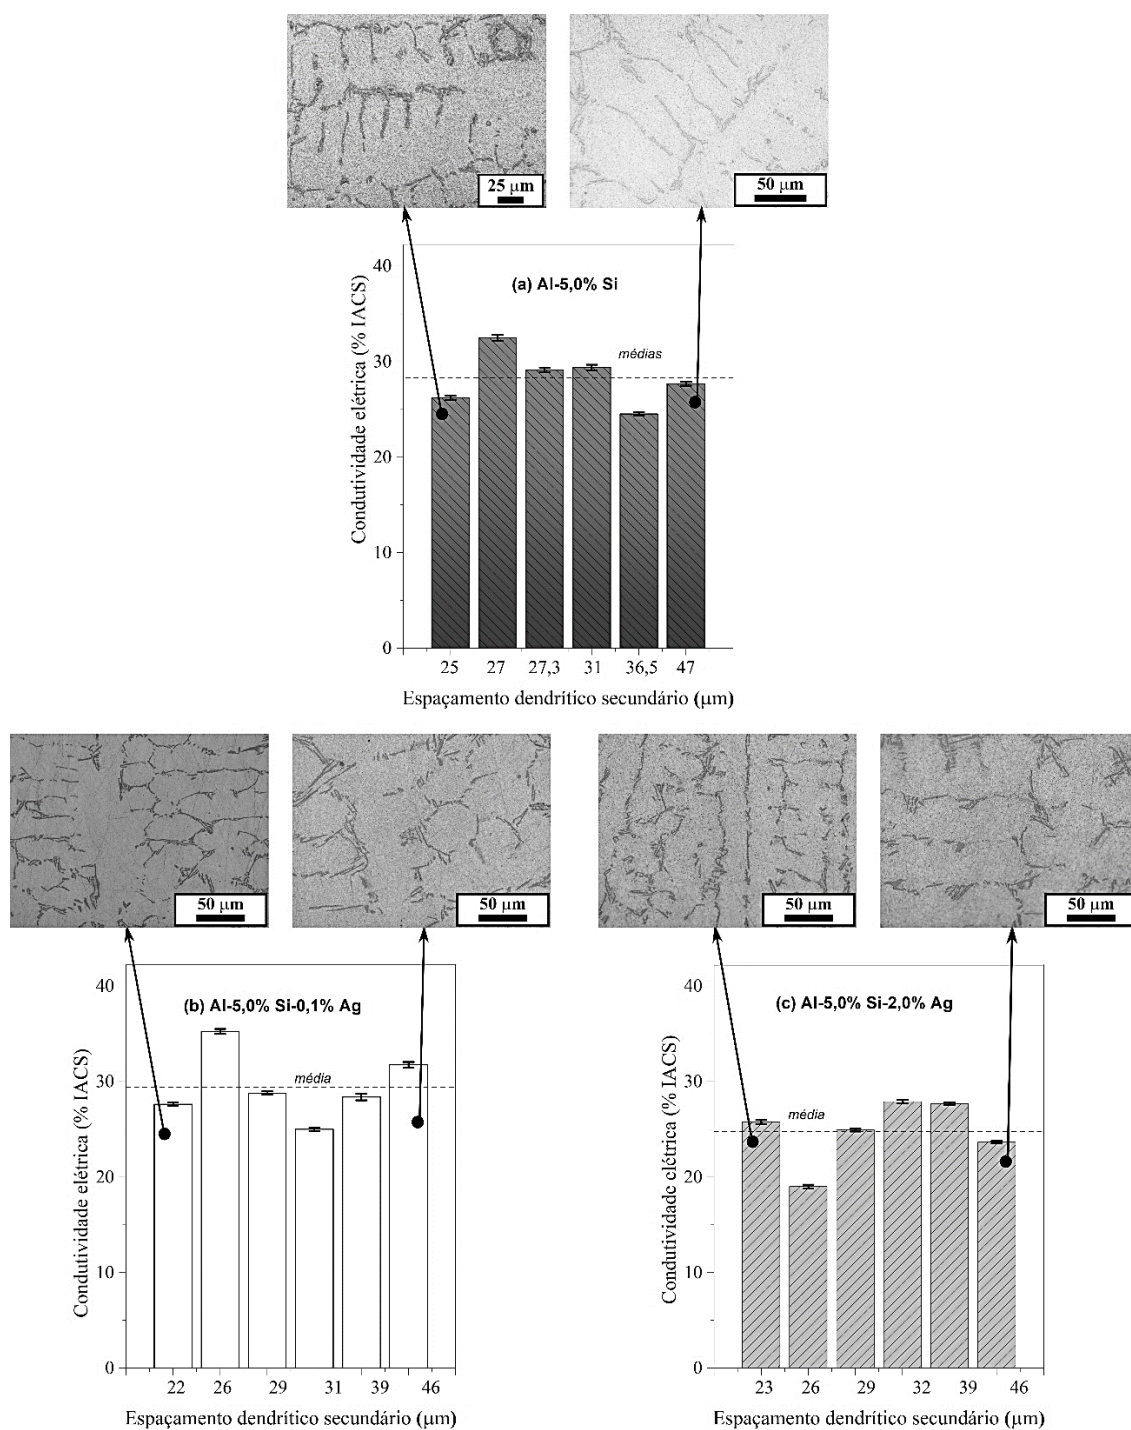 25 μm
50 μm
40
30
20
10
0
Condutividade elétrica (% IACS)
(a) Al-5,0% Si
médias
25 27 27,3 31 36,5 47
Espaçamento dendrítico secundário (μm)
50 μm
50 μm
50 μm
50 μm
40
30
20
10
0
Condutividade elétrica (% IACS)
(b) Al-5,0% Si-0,1% Ag
média
22 26 29 31 39 46
Espaçamento dendrítico secundário (μm)
40
30
20
10
0
Condutividade elétrica (% IACS)
(c) Al-5,0% Si-2,0% Ag
média
23 26 29 32 39 46
Espaçamento dendrítico secundário (μm)